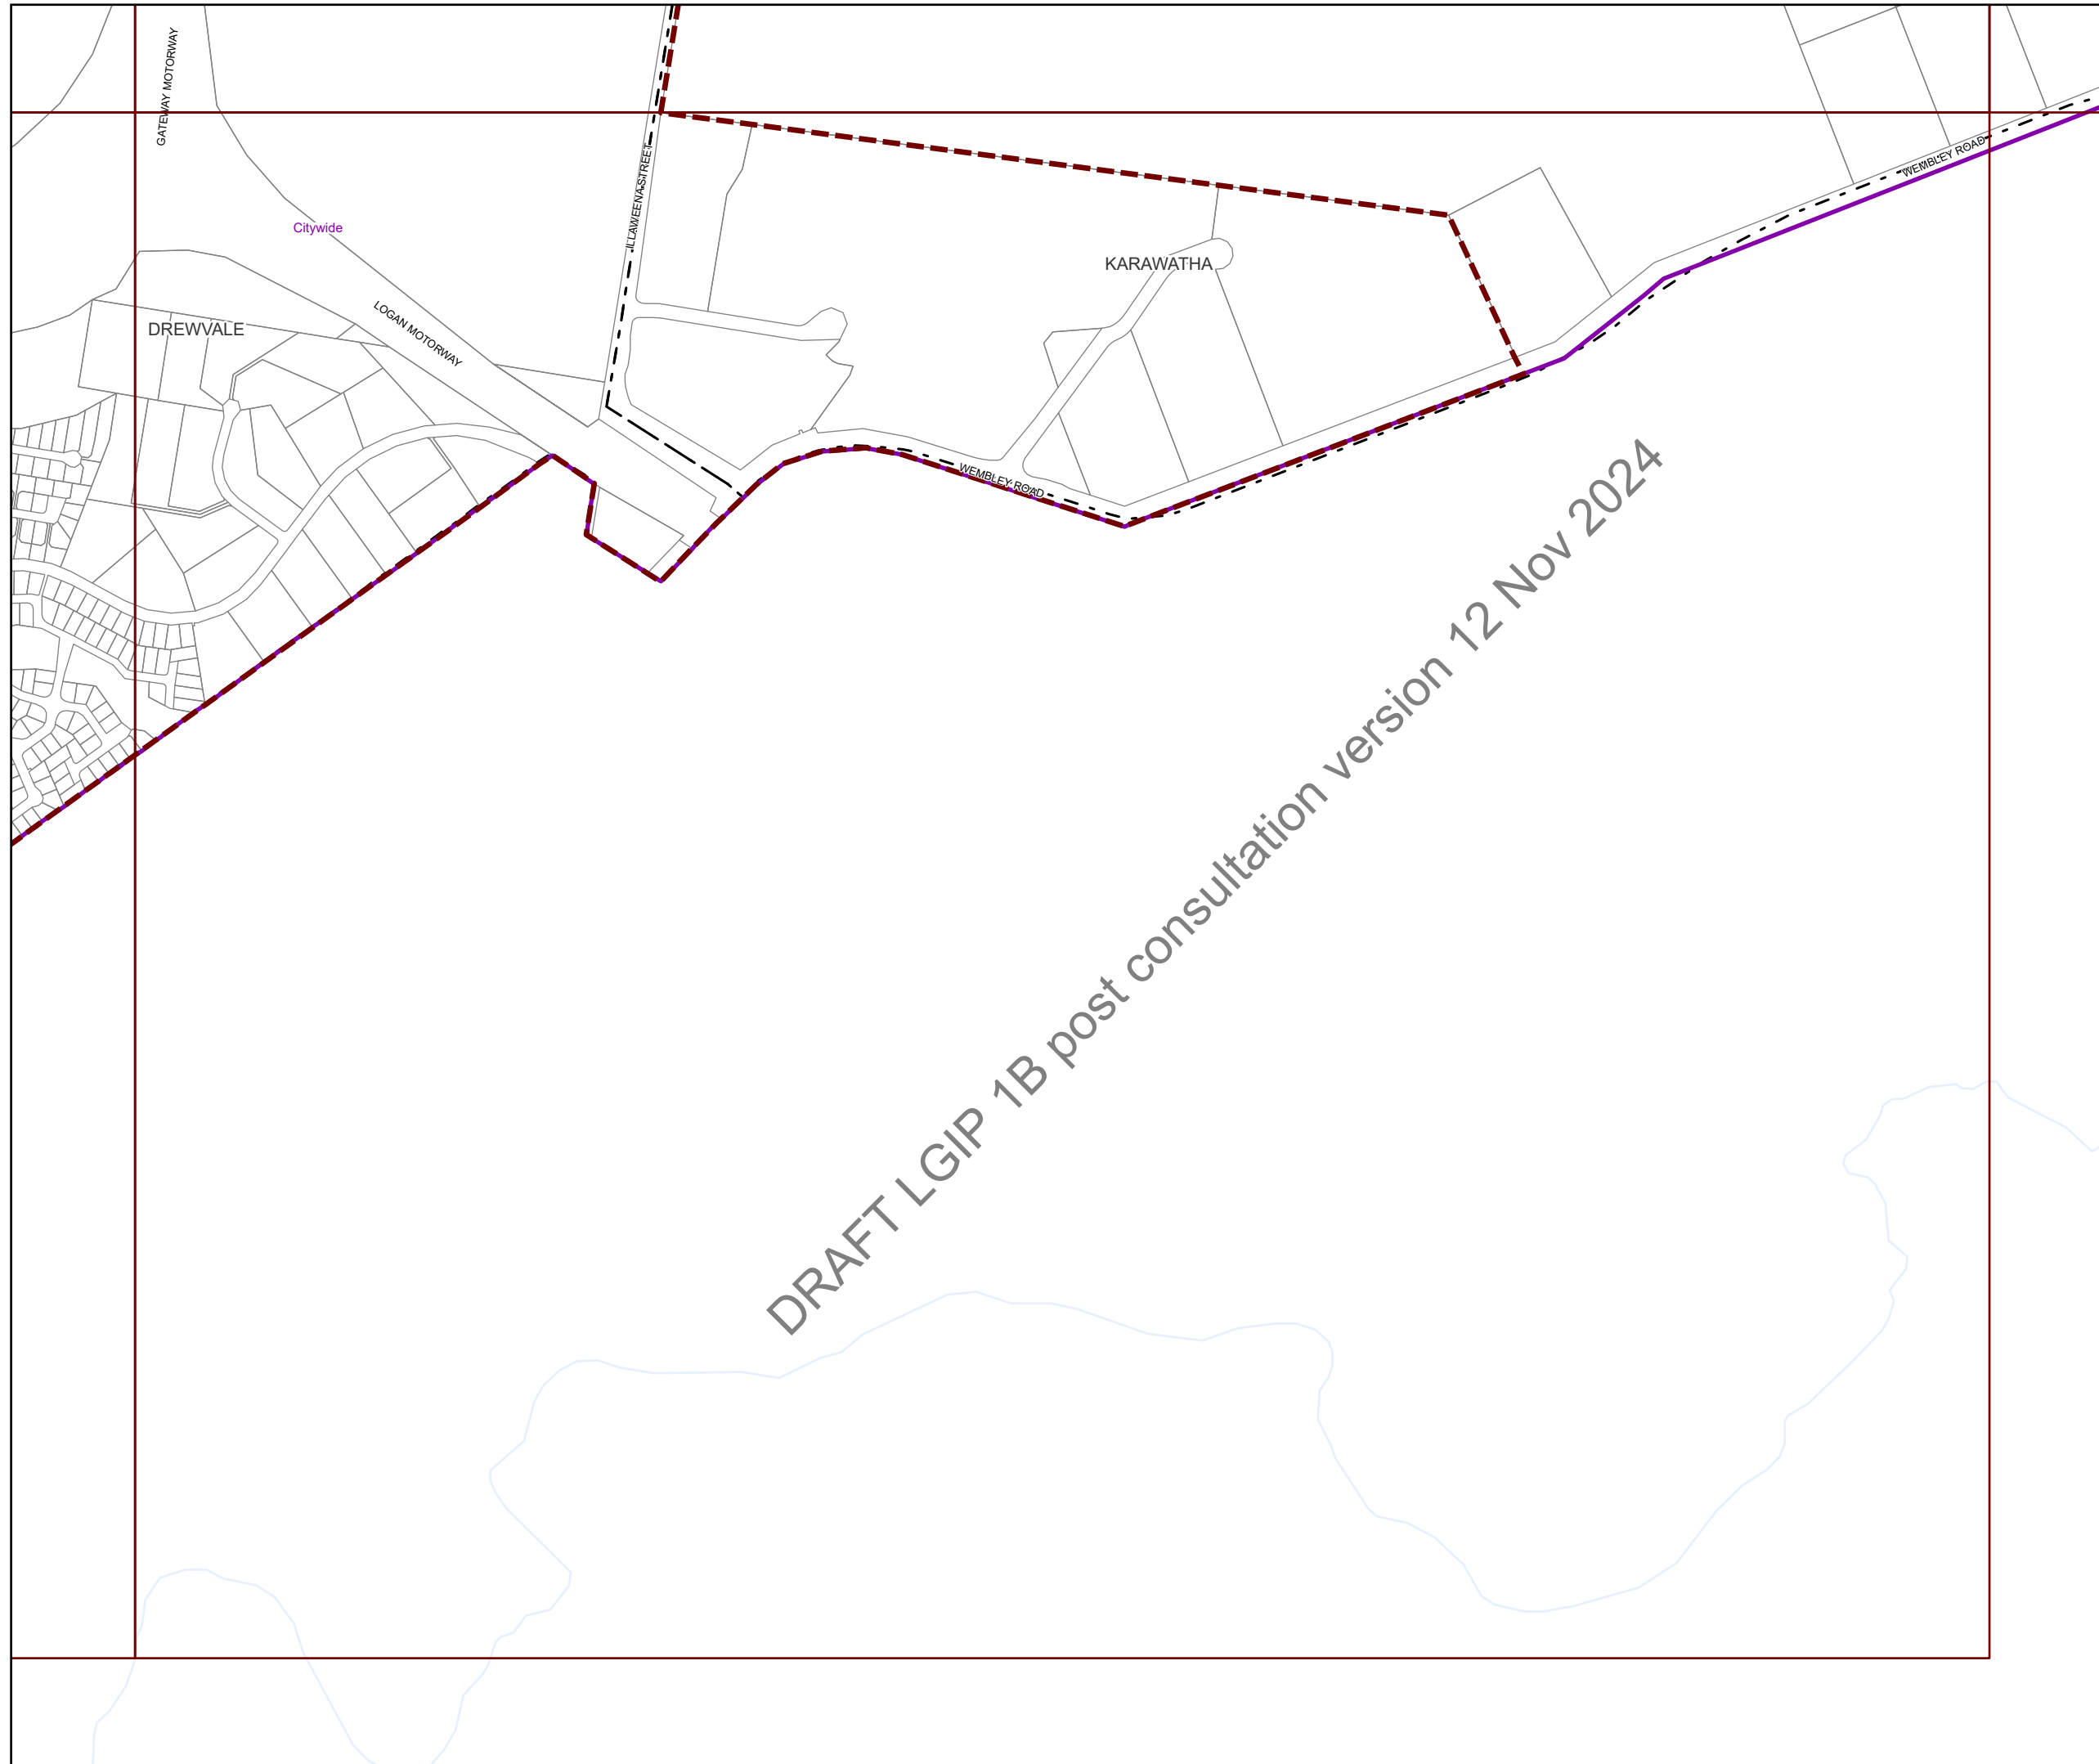 GATEWAY MOTORWAY
WEMBLEY ROAD
ILLAWEENA STREET
Citywide
KARAWATHA
DREWVALE
LOGAN MOTORWAY
WEMBLEY ROAD
DRAFT LGIP 1B post consultation version 12 Nov 2024